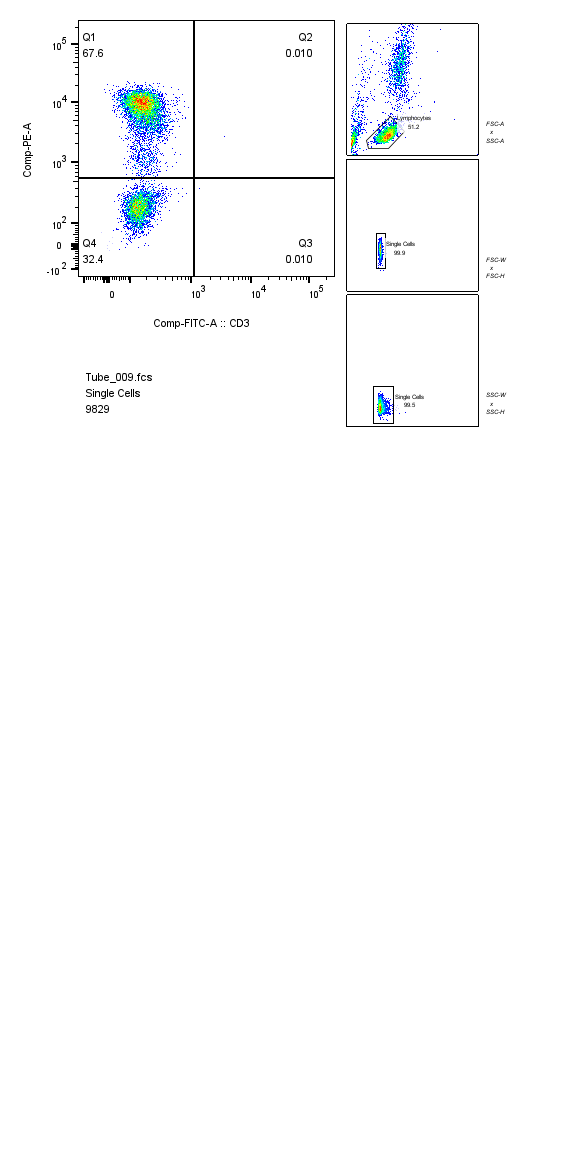 Q1
67.6
Q2
0.010
Q4
32.4
Q3
0.010
10^5
10^4
10^3
10^2
0
-10^2
0
10^3
10^4
10^5
Comp-PE-A
Comp-FITC-A :: CD3
Tube_009.fcs
Single Cells
9829
Lymphocytes
51.2
FSC-A
x
SSC-A
Single Cells
99.9
FSC-W
x
FSC-H
Single Cells
99.5
SSC-W
x
SSC-H